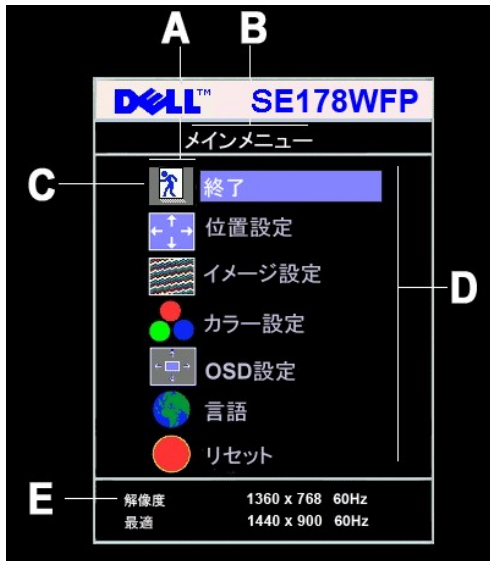 A B
DELL™ SE178WFP
メインメニュー
C 終了
位置設定
イメージ設定
D
カラー設定
OSD設定
言語
リセット
E 解像度 1360 x 768 60Hz
最適 1440 x 900 60Hz